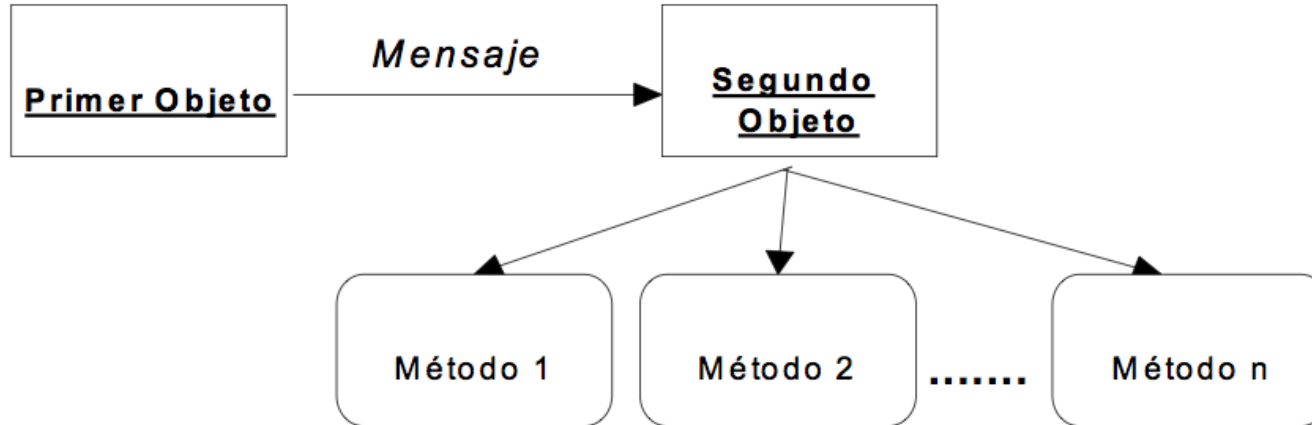 Mensaje
Primer Objeto
Segundo
Objeto
Método 1
Método 2
.......
Método n